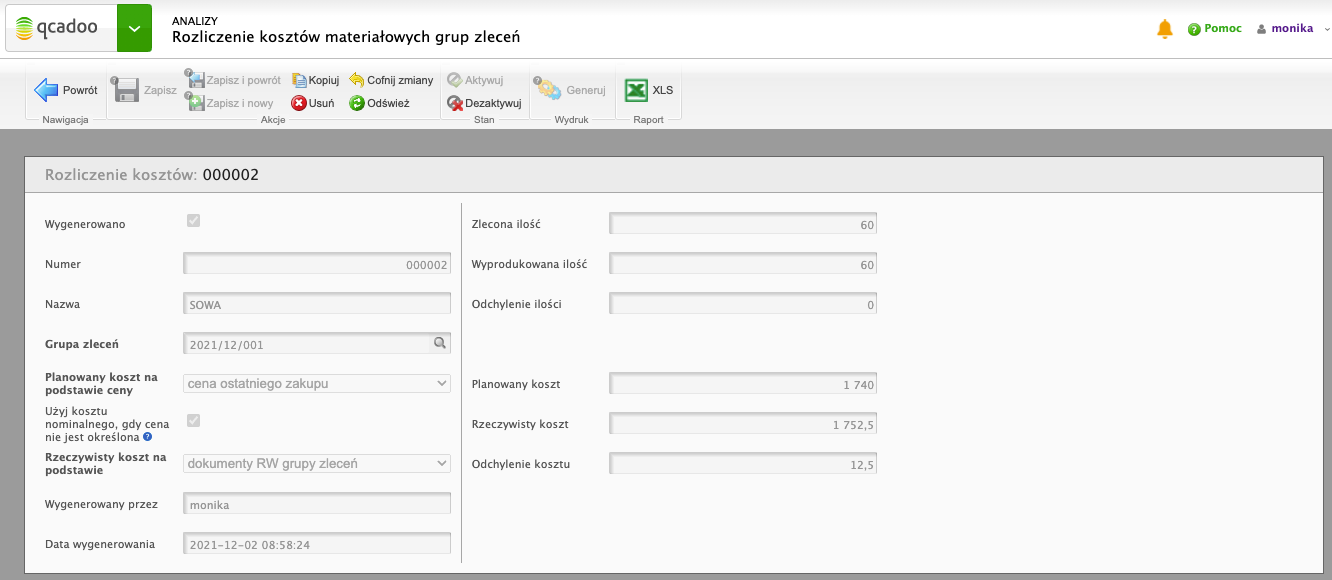 qcadoo
ANALIZY
Rozliczenie kosztów materiałowych grup zleceń
Pomoc
monika
Powrót
Nawigacja
Zapisz
Zapisz i powrót
Zapisz i nowy
Kopiuj
Usuń
Cofnij zmiany
Odśwież
Akcje
Aktywuj
Dezaktywuj
Stan
Generuj
Wydruk
XLS
Raport
Rozliczenie kosztów: 000002
Wygenerowano
Numer 000002
Nazwa SOWA
Grupa zleceń 2021/12/001
Planowany koszt na
podstawie ceny
cena ostatniego zakupu
Użyj kosztu
nominalnego, gdy cena
nie jest określona
Rzeczywisty koszt na
podstawie
dokumenty RW grupy zleceń
Wygenerowany przez monika
Data wygenerowania 2021-12-02 08:58:24
Zlecona ilość 60
Wyprodukowana ilość 60
Odchylenie ilości 0
Planowany koszt 1 740
Rzeczywisty koszt 1 752,5
Odchylenie kosztu 12,5